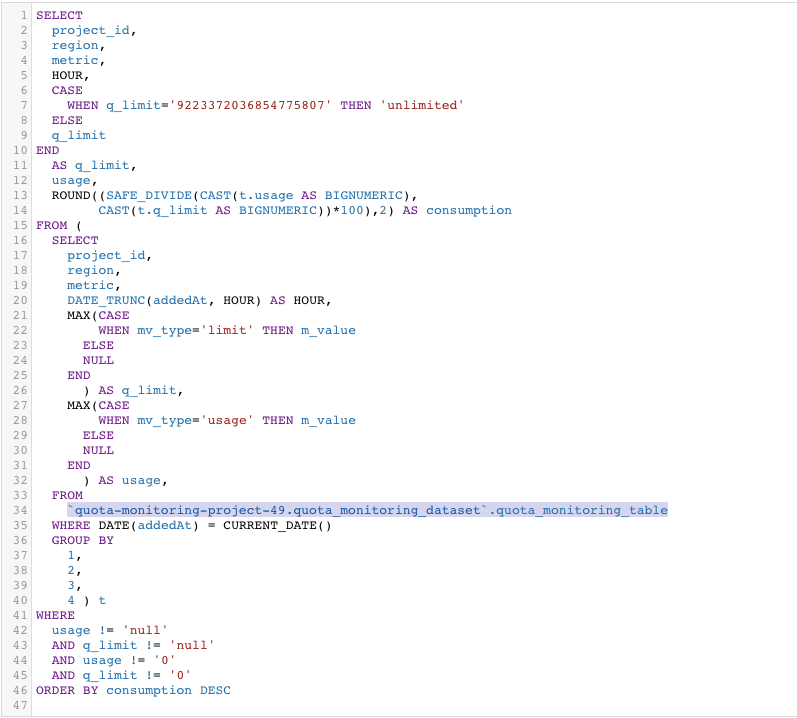 1 SELECT
2 project_id,
3 region,
4 metric,
5 HOUR,
6 CASE
7 WHEN q_limit='9223372036854775807' THEN 'unlimited'
8 ELSE
9 q_limit
10 END
11 AS q_limit,
12 usage,
13 ROUND((SAFE_DIVIDE(CAST(t.usage AS BIGNUMERIC),
14 CAST(t.q_limit AS BIGNUMERIC))*100),2) AS consumption
15 FROM (
16 SELECT
17 project_id,
18 region,
19 metric,
20 DATE_TRUNC(addedAt, HOUR) AS HOUR,
21 MAX(CASE
22 WHEN mv_type='limit' THEN m_value
23 ELSE
24 NULL
25 END
26 ) AS q_limit,
27 MAX(CASE
28 WHEN mv_type='usage' THEN m_value
29 ELSE
30 NULL
31 END
32 ) AS usage,
33 FROM
34 `quota-monitoring-project-49.quota_monitoring_dataset`.quota_monitoring_table
35 WHERE DATE(addedAt) = CURRENT_DATE()
36 GROUP BY
37 1,
38 2,
39 3,
40 4 ) t
41 WHERE
42 usage != 'null'
43 AND q_limit != 'null'
44 AND usage != '0'
45 AND q_limit != '0'
46 ORDER BY consumption DESC
47